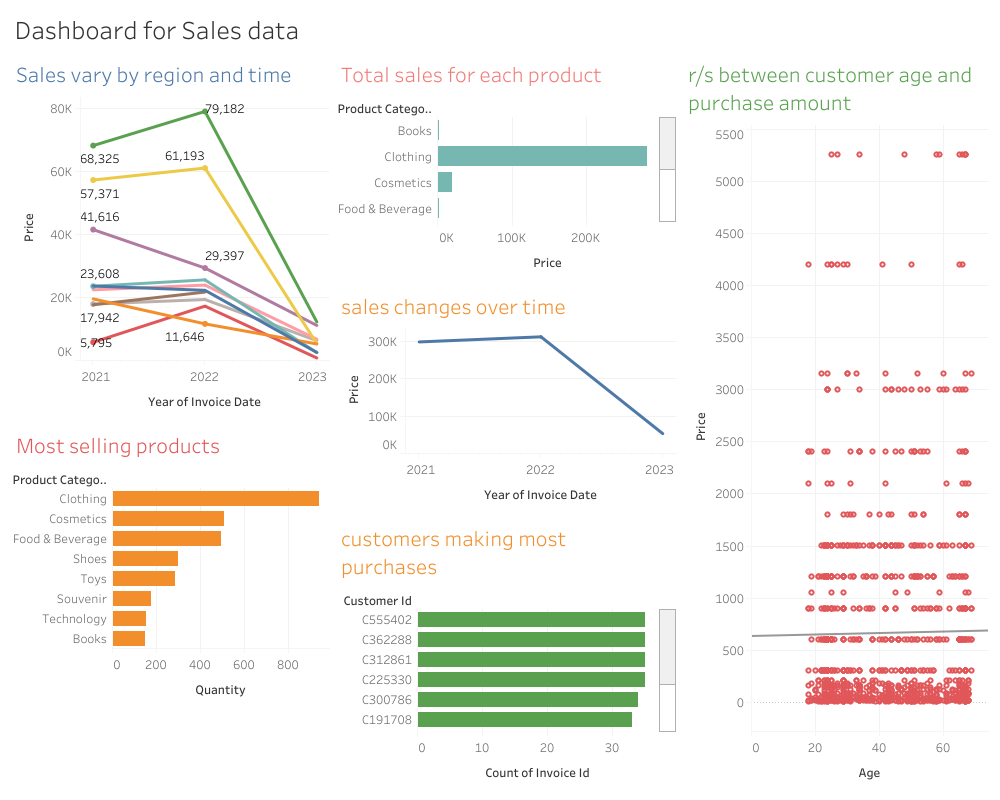 Dashboard for Sales data
Sales vary by region and time
80K
60K
40K
20K
0K
Price
79,182
68,325
61,193
57,371
41,616
29,397
23,608
17,942
11,646
5,795
2021
2022
2023
Year of Invoice Date
Most selling products
Product Catego..
Clothing
Cosmetics
Food & Beverage
Shoes
Toys
Souvenir
Technology
Books
0
200
400
600
800
Quantity
Total sales for each product
Product Catego..
Books
Clothing
Cosmetics
Food & Beverage
0K
100K
200K
Price
sales changes over time
300K
200K
100K
0K
Price
2021
2022
2023
Year of Invoice Date
customers making most
purchases
Customer Id
C555402
C362288
C312861
C225330
C300786
C191708
0
10
20
30
Count of Invoice Id
r/s between customer age and
purchase amount
5500
5000
4500
4000
3500
3000
2500
2000
1500
1000
500
0
Price
0
20
40
60
Age